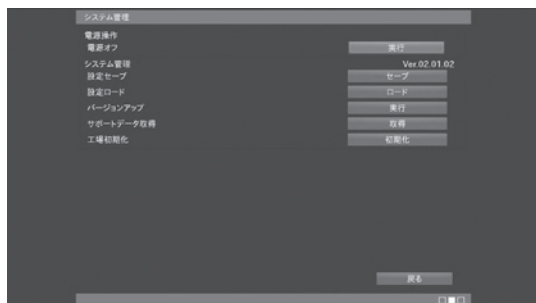 システム管理
電源操作
電源オフ 実行
システム管理 Ver.02.01.02
設定セーブ セーブ
設定ロード ロード
バージョンアップ 実行
サポートデータ取得 取得
工場初期化 初期化
戻る